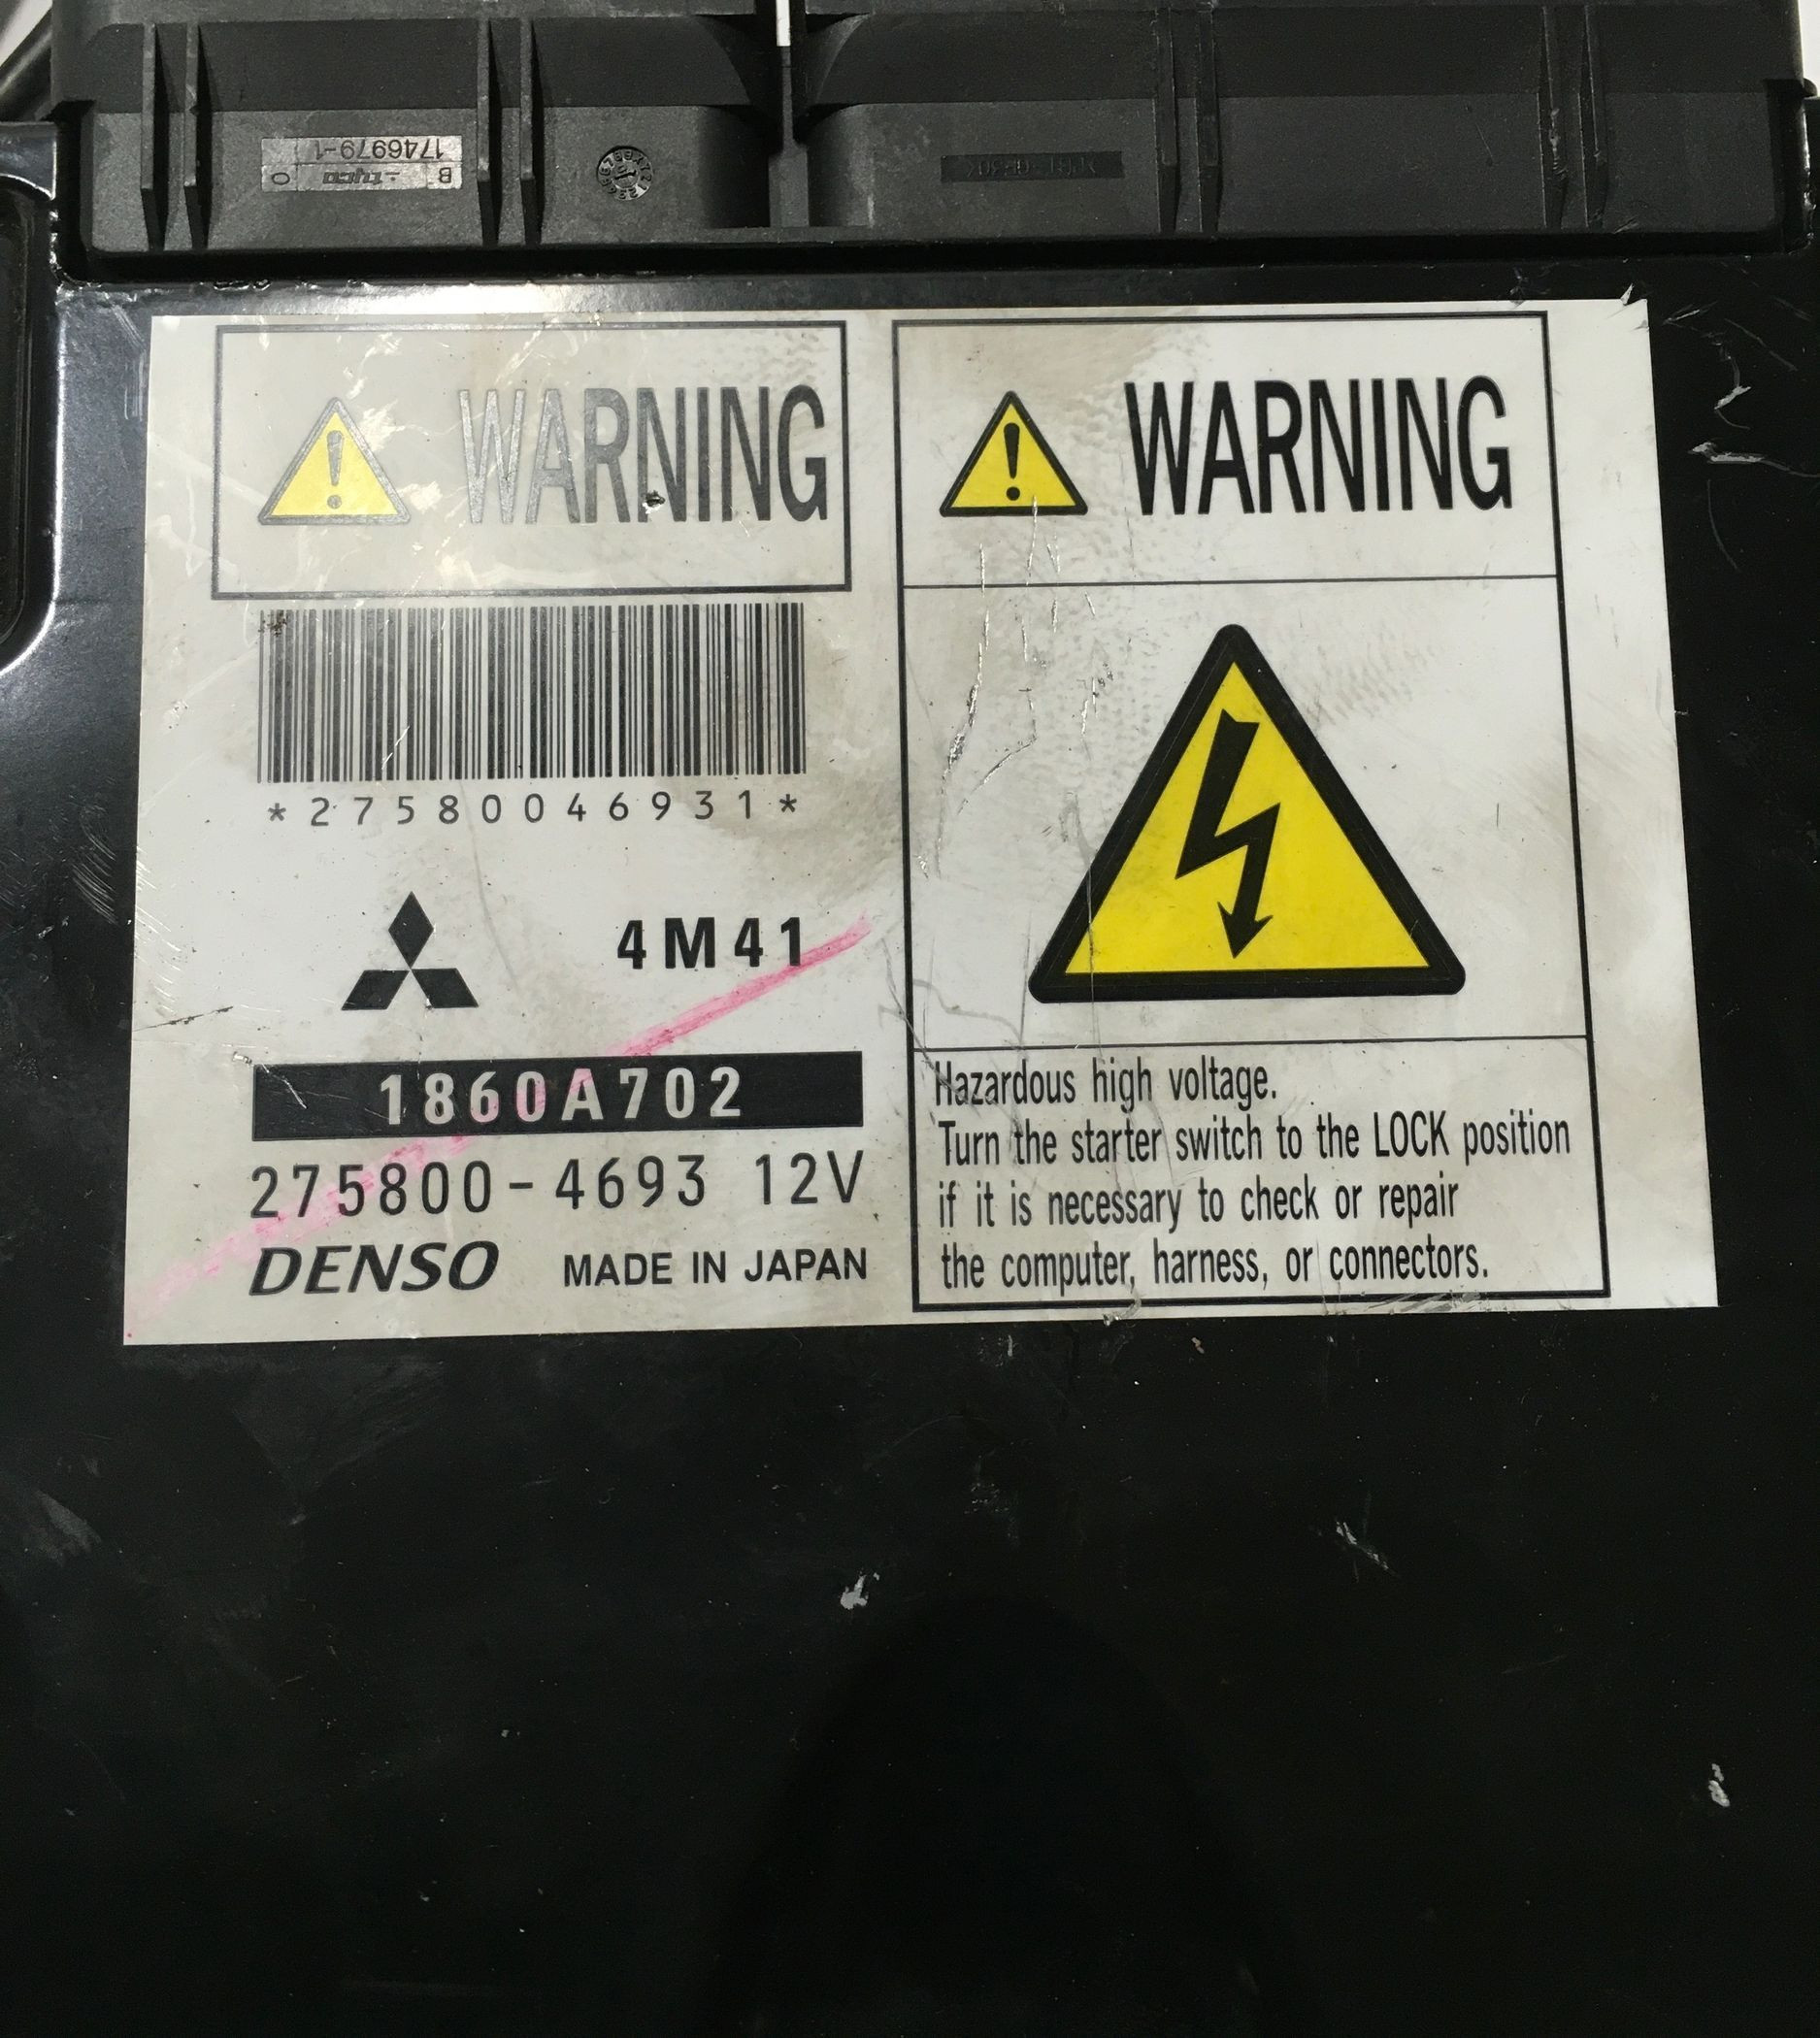 1746979-1
B tyco O
WARNING
*27580046931*
4M41
1860A702
275800-4693 12V
DENSO MADE IN JAPAN
WARNING
Hazardous high voltage.
Turn the starter switch to the LOCK position
if it is necessary to check or repair
the computer, harness, or connectors.